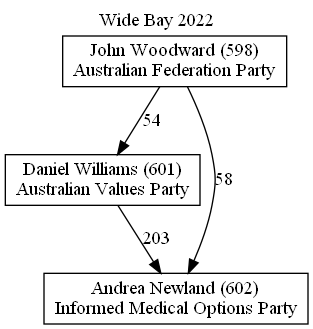 Wide Bay 2022
John Woodward (598)
Australian Federation Party
54
Daniel Williams (601)
Australian Values Party
58
203
Andrea Newland (602)
Informed Medical Options Party